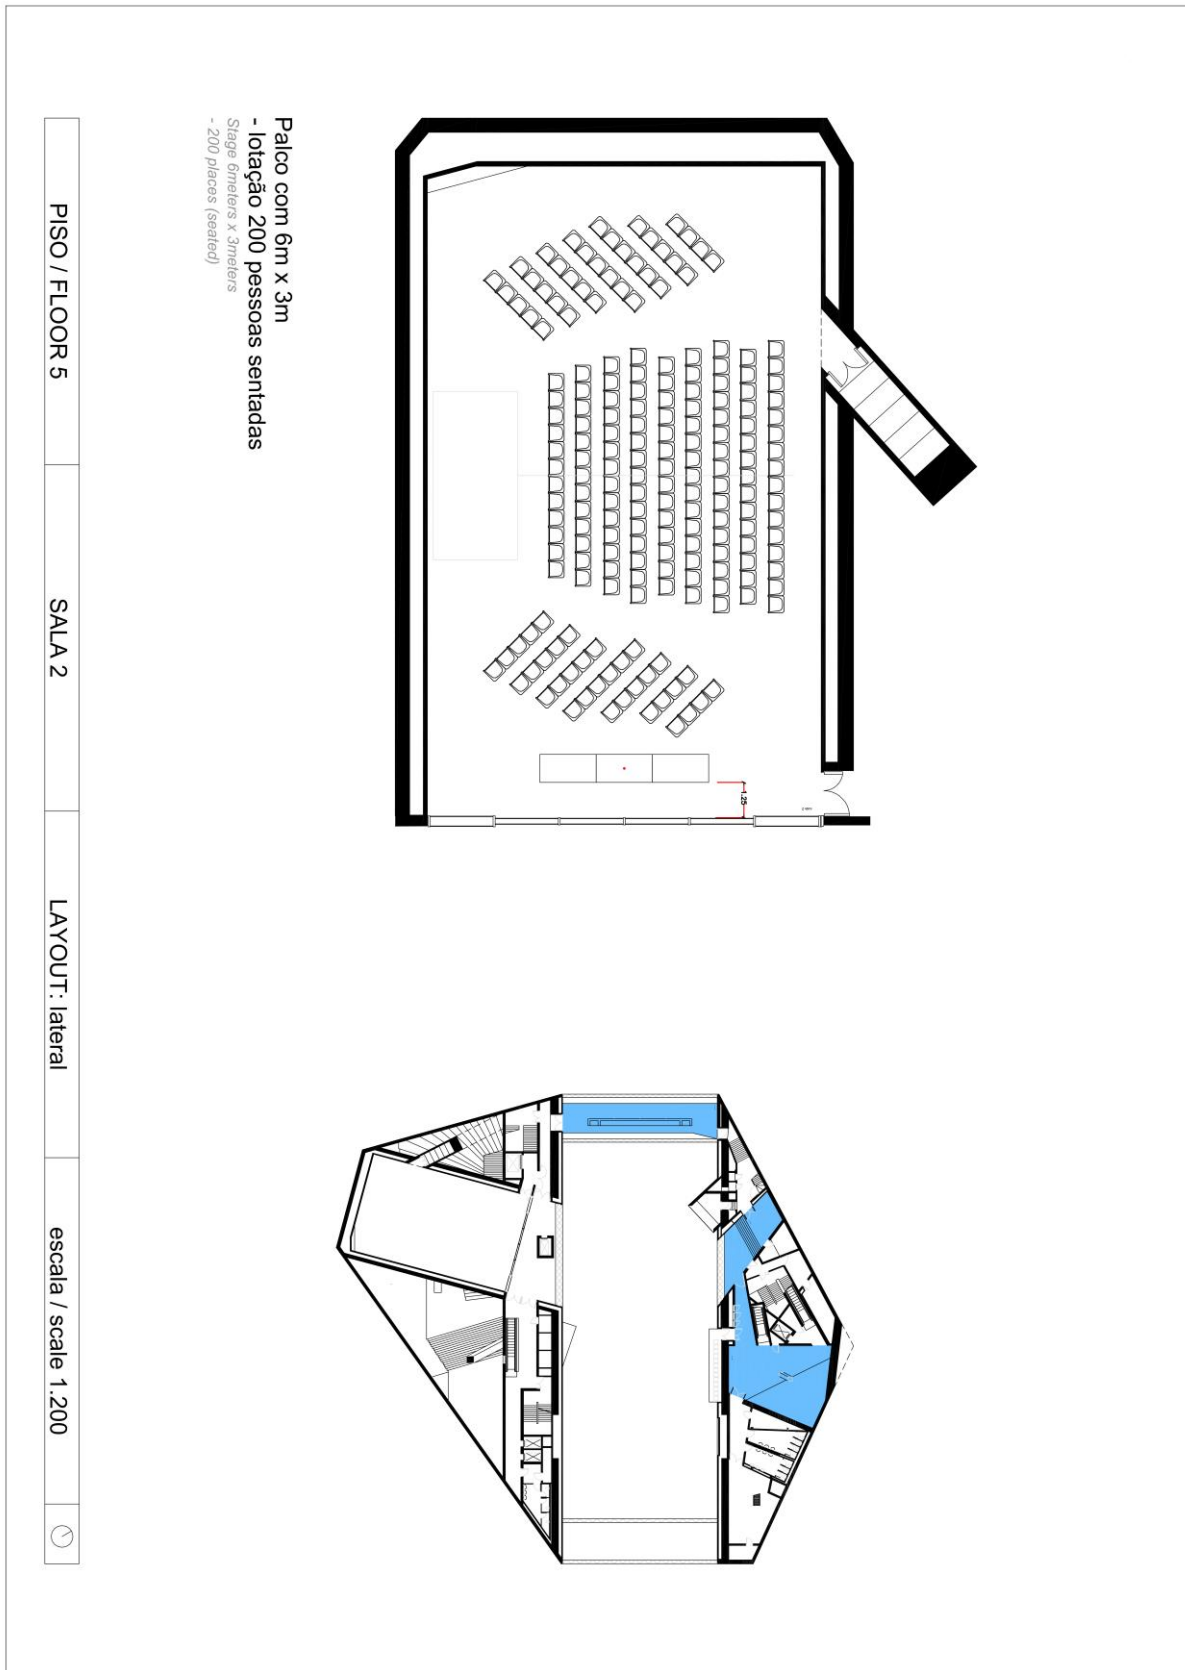 Palco com 6m x 3m
- lotação 200 pessoas sentadas
Stage 6meters x 3meters
- 200 places (seated)
1.25
PISO / FLOOR 5
SALA 2
LAYOUT: lateral
escala / scale 1.200